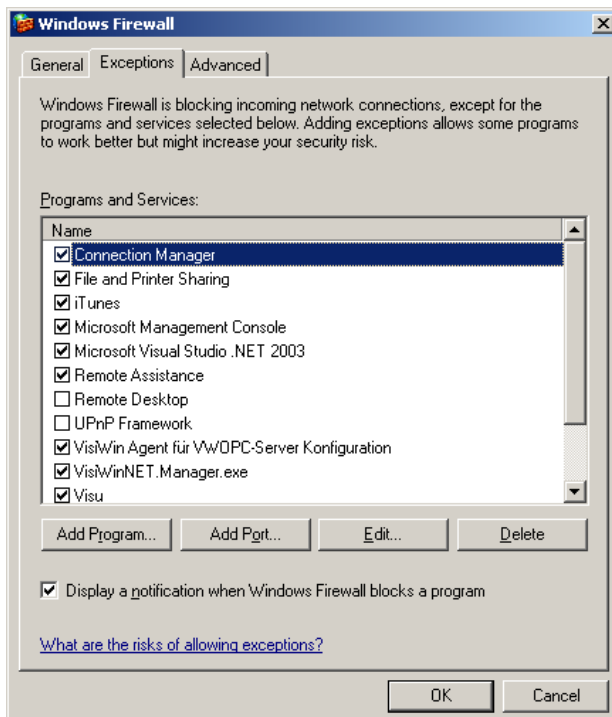 Windows Firewall
General Exceptions Advanced
Windows Firewall is blocking incoming network connections, except for the
programs and services selected below. Adding exceptions allows some programs
to work better but might increase your security risk.
Programs and Services:
Name
Connection Manager
File and Printer Sharing
iTunes
Microsoft Management Console
Microsoft Visual Studio .NET 2003
Remote Assistance
Remote Desktop
UPnP Framework
VisiWin Agent für VWOPC-Server Konfiguration
VisiWinNET.Manager.exe
Visu
Add Program... Add Port... Edit... Delete
Display a notification when Windows Firewall blocks a program
What are the risks of allowing exceptions?
OK Cancel